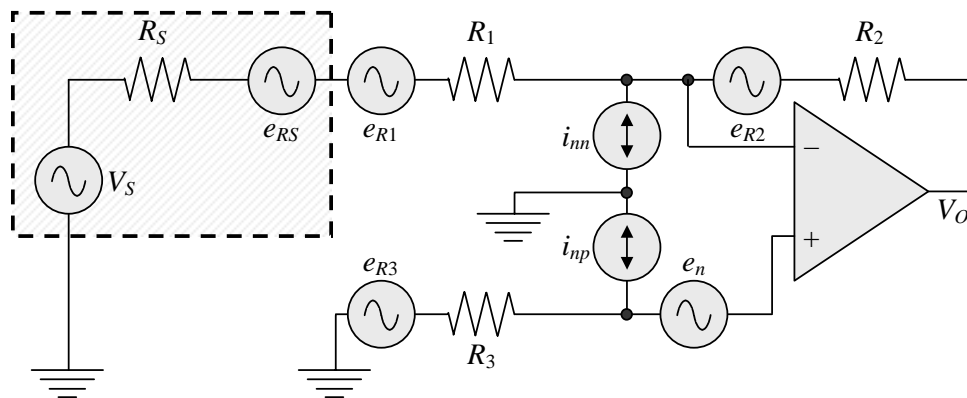 R_S
R_1
R_2
e_RS
e_R1
i_nn
e_R2
V_S
−
V_O
+
i_np
e_R3
e_n
R_3